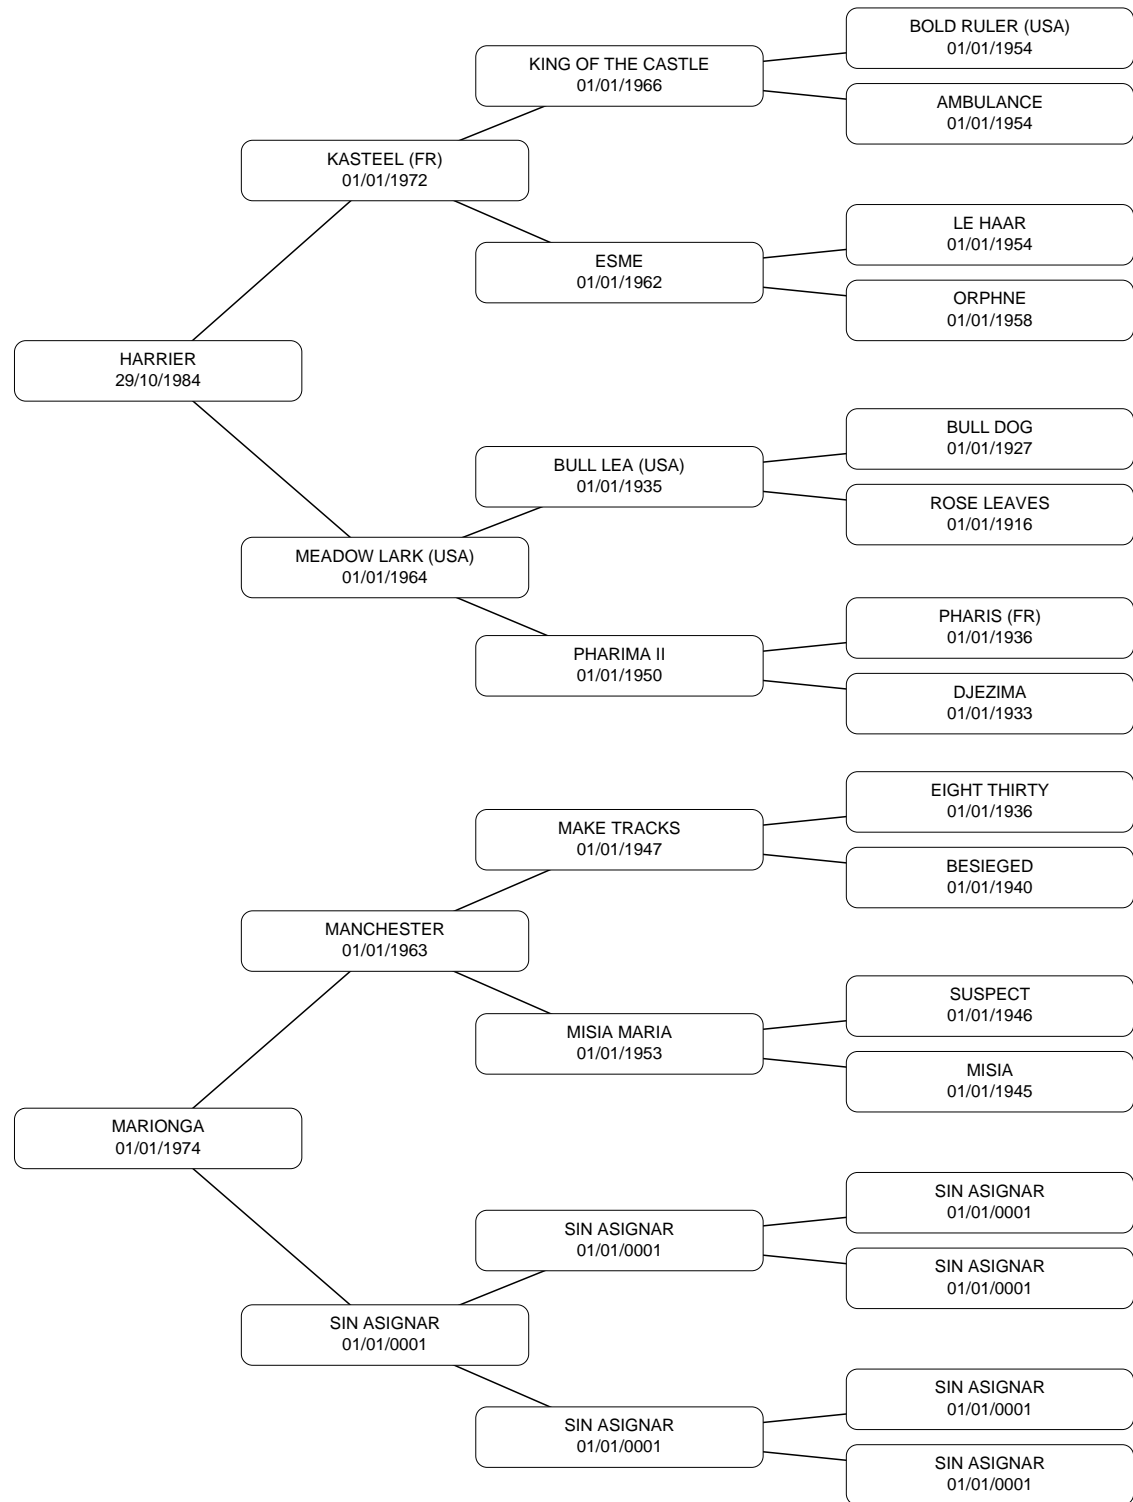 BOLD RULER (USA)
01/01/1954
KING OF THE CASTLE
01/01/1966
AMBULANCE
01/01/1954
KASTEEL (FR)
01/01/1972
LE HAAR
01/01/1954
ESME
01/01/1962
ORPHNE
01/01/1958
HARRIER
29/10/1984
BULL DOG
01/01/1927
BULL LEA (USA)
01/01/1935
ROSE LEAVES
01/01/1916
MEADOW LARK (USA)
01/01/1964
PHARIS (FR)
01/01/1936
PHARIMA II
01/01/1950
DJEZIMA
01/01/1933
EIGHT THIRTY
01/01/1936
MAKE TRACKS
01/01/1947
BESIEGED
01/01/1940
MANCHESTER
01/01/1963
SUSPECT
01/01/1946
MISIA MARIA
01/01/1953
MISIA
01/01/1945
MARIONGA
01/01/1974
SIN ASIGNAR
01/01/0001
SIN ASIGNAR
01/01/0001
SIN ASIGNAR
01/01/0001
SIN ASIGNAR
01/01/0001
SIN ASIGNAR
01/01/0001
SIN ASIGNAR
01/01/0001
SIN ASIGNAR
01/01/0001